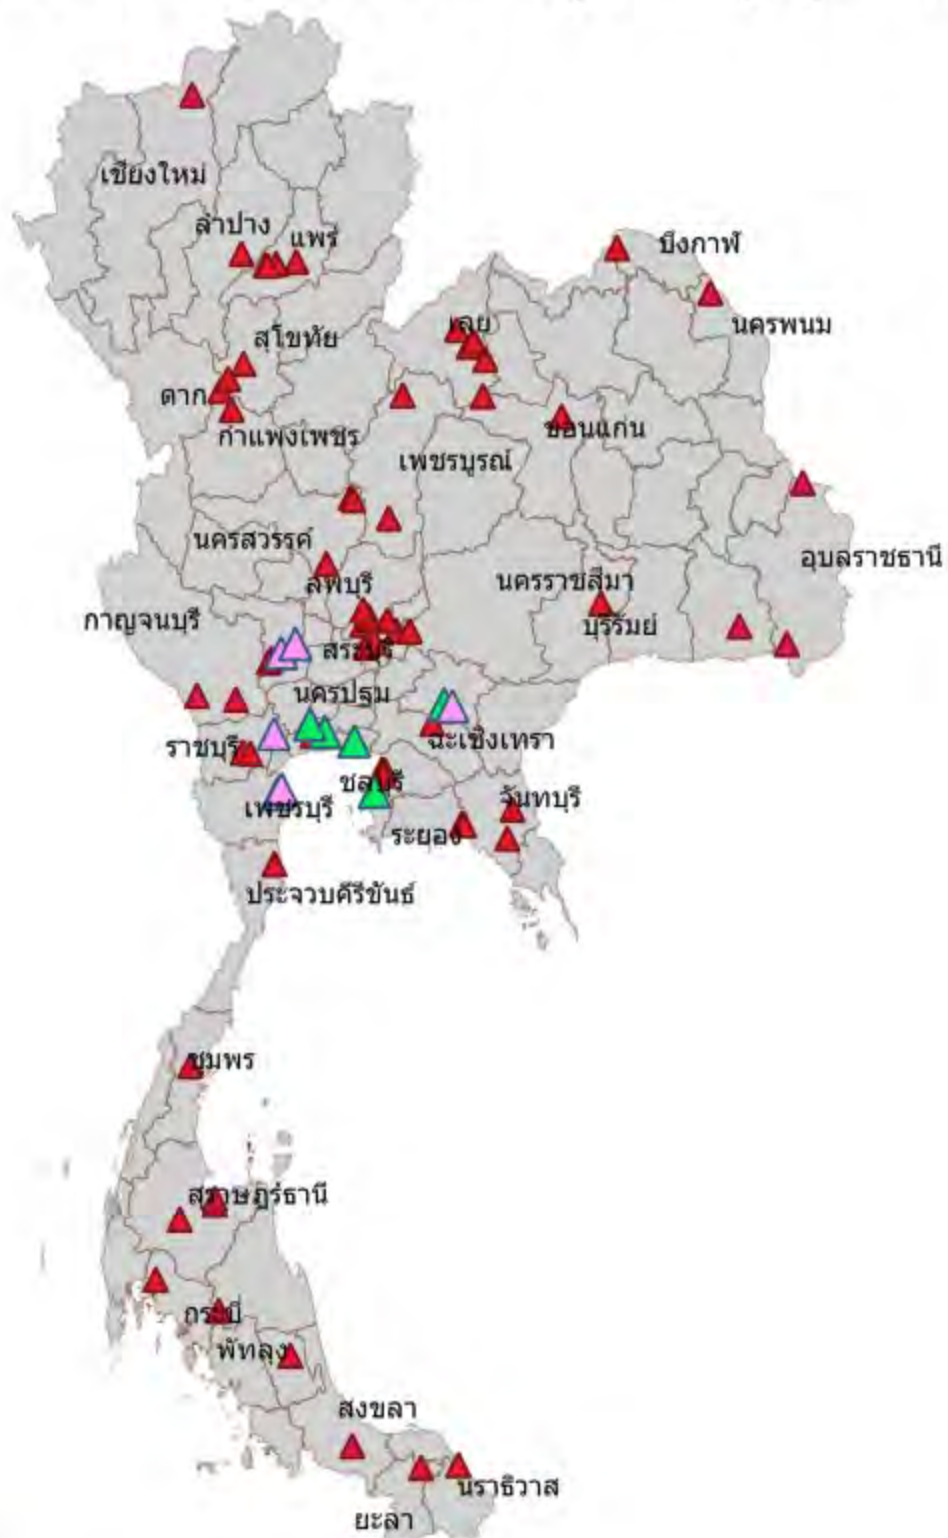 เชียงใหม่
ลำปาง
แพร่
บึงกาฬ
นครพนม
เลย
สุโขทัย
ตาก
กำแพงเพชร
ขอนแก่น
เพชรบูรณ์
นครสวรรค์
อุบลราชธานี
ลพบุรี
นครราชสีมา
กาญจนบุรี
บุรีรัมย์
สระบุรี
นครปฐม
ราชบุรี
ฉะเชิงเทรา
ชลบุรี
เพชรบุรี
จันทบุรี
ระยอง
ประจวบคีรีขันธ์
ชุมพร
สุราษฎร์ธานี
กระบี่
พัทลุง
สงขลา
นราธิวาส
ยะลา